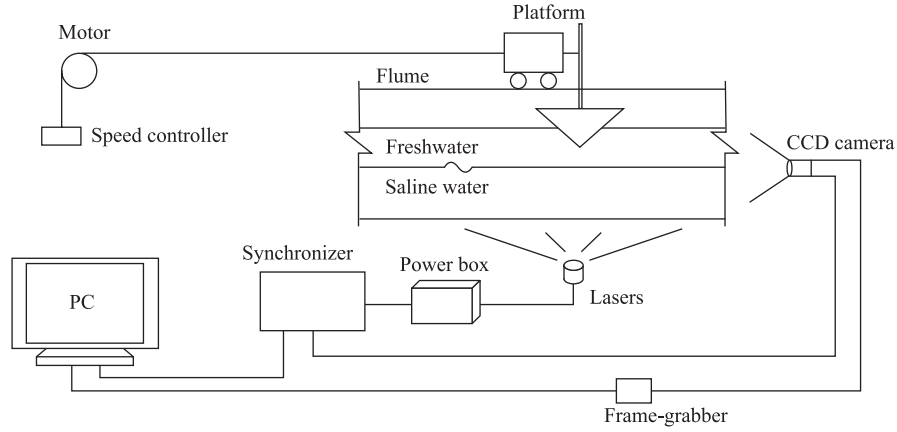 Platform
Motor
Flume
Speed controller
Freshwater
CCD camera
Saline water
Synchronizer
Power box
PC
Lasers
Frame-grabber